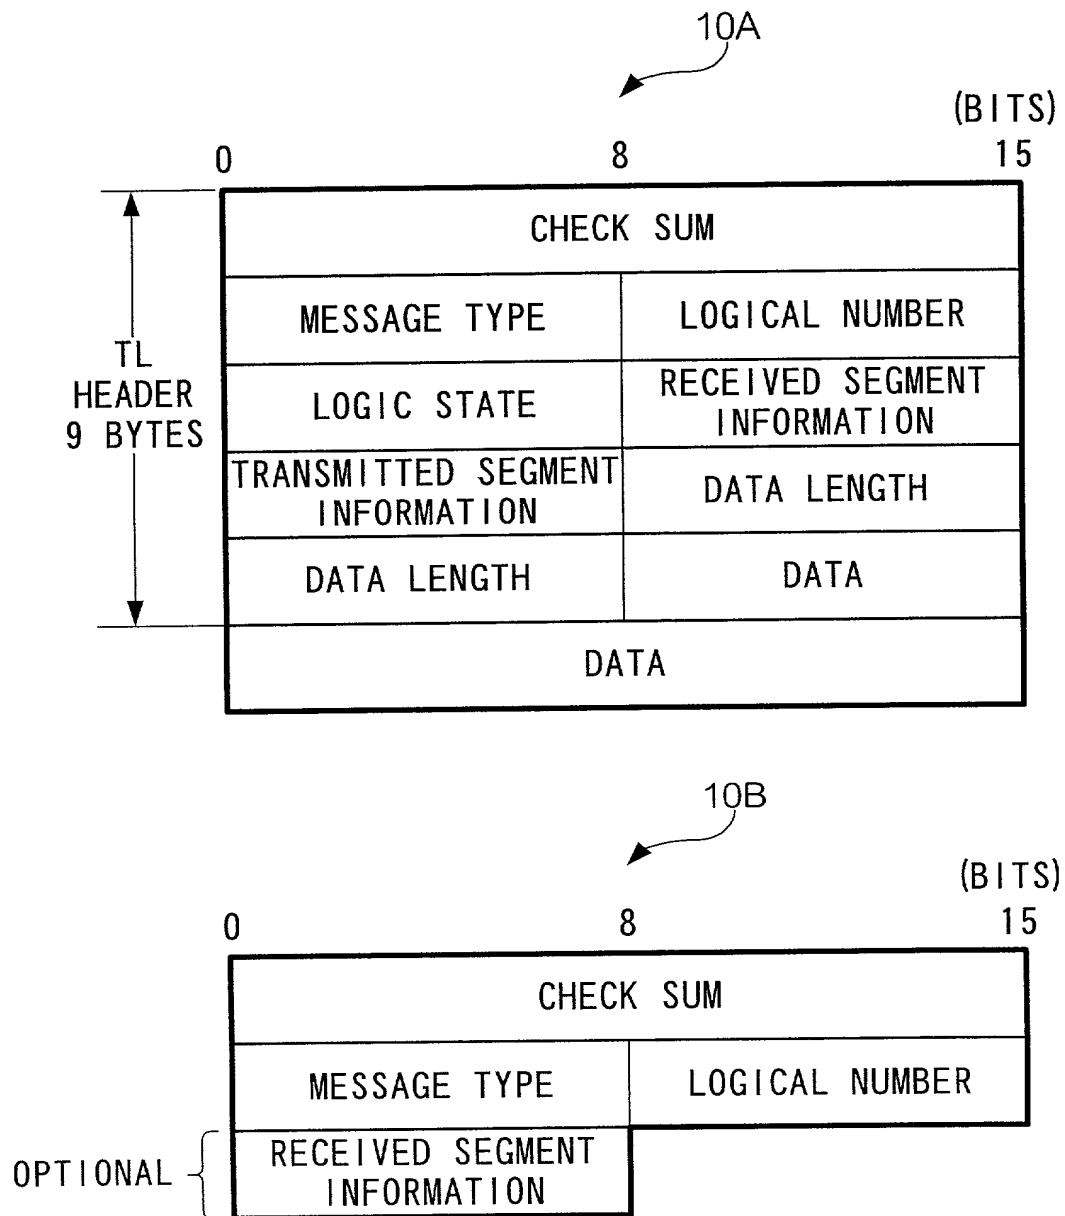 10A
(BITS)
0 8 15
CHECK SUM
MESSAGE TYPE LOGICAL NUMBER
LOGIC STATE RECEIVED SEGMENT
INFORMATION
TRANSMITTED SEGMENT
INFORMATION DATA LENGTH
DATA LENGTH DATA
DATA
TL
HEADER
9 BYTES
10B
(BITS)
0 8 15
CHECK SUM
MESSAGE TYPE LOGICAL NUMBER
OPTIONAL
RECEIVED SEGMENT
INFORMATION